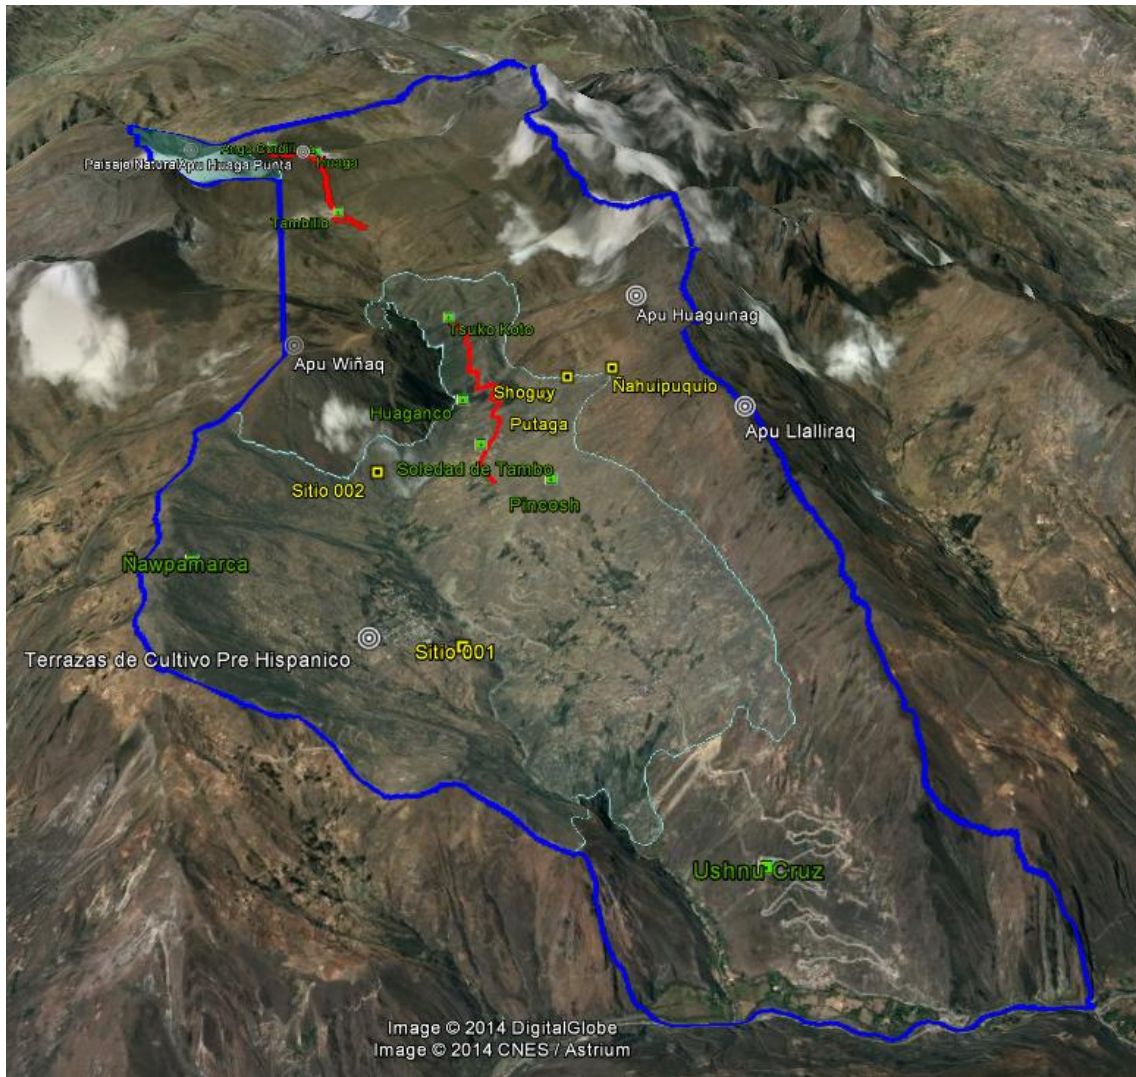 Huaga
Paisaje Natural
Apu Huaga Punta
Tambillo
Tsuko Koto
Apu Huaguinag
Apu Wiñaq
Shoguy
Ñahuipuquio
Huaganco
Putaga
Apu Llalliraq
Soledad de Tambo
Sitio 002
Pincosh
Ñawpamarca
Terrazas de Cultivo Pre Hispanico
Sitio 001
Ushnu Cruz
Image © 2014 DigitalGlobe
Image © 2014 CNES / Astrium